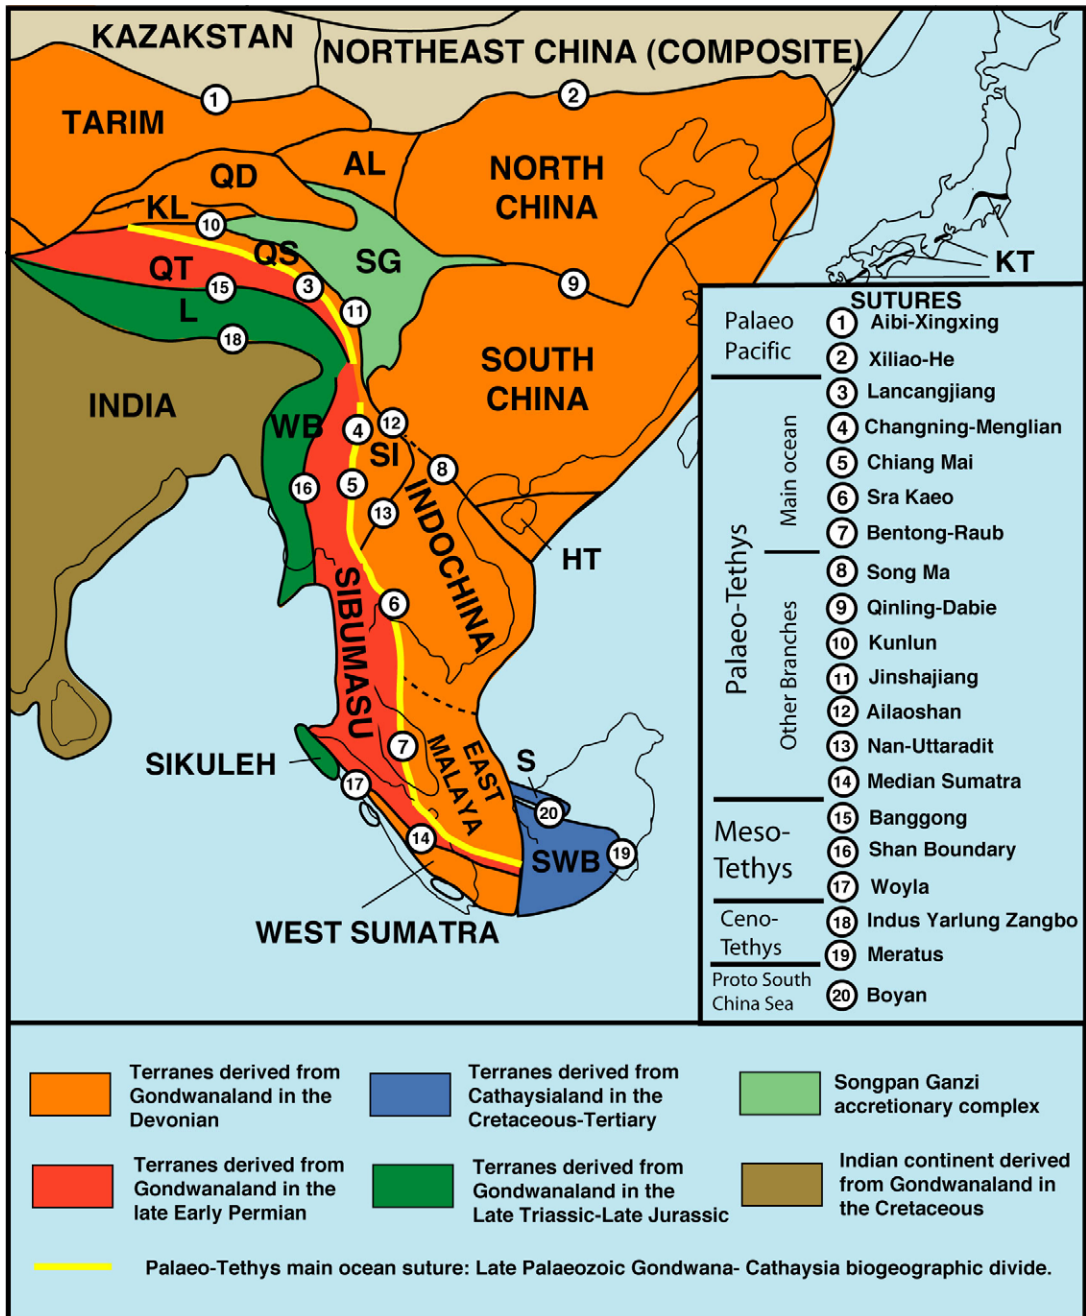 KAZAKSTAN
NORTHEAST CHINA (COMPOSITE)
1
2
TARIM
AL
NORTH
CHINA
QD
KL
10
QS
SG
QT
3
15
11
L
18
9
KT
SOUTH
CHINA
INDIA
WB
4
12
SI
8
5
16
13
INDOCHINA
HT
SIBUMASU
6
7
EAST
MALAYA
SIKULEH
S
17
20
14
SWB
19
WEST SUMATRA
SUTURES
Palaeo
Pacific
1 Aibi-Xingxing
2 Xiliao-He
Palaeo-Tethys
Main ocean
3 Lancangjiang
4 Changning-Menglian
5 Chiang Mai
6 Sra Kaeo
7 Bentong-Raub
Other Branches
8 Song Ma
9 Qinling-Dabie
10 Kunlun
11 Jinshajiang
12 Ailaoshan
13 Nan-Uttaradit
14 Median Sumatra
Meso-
Tethys
15 Banggong
16 Shan Boundary
17 Woyla
Ceno-
Tethys
18 Indus Yarlung Zangbo
19 Meratus
Proto South
China Sea
20 Boyan
Terranes derived from
Gondwanaland in the
Devonian
Terranes derived from
Cathaysialand in the
Cretaceous-Tertiary
Songpan Ganzi
accretionary complex
Terranes derived from
Gondwanaland in the
late Early Permian
Terranes derived from
Gondwanaland in the
Late Triassic-Late Jurassic
Indian continent derived
from Gondwanaland in
the Cretaceous
Palaeo-Tethys main ocean suture: Late Palaeozoic Gondwana- Cathaysia biogeographic divide.